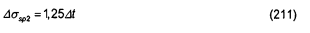 Δσsp2 = 1,25Δt (211)